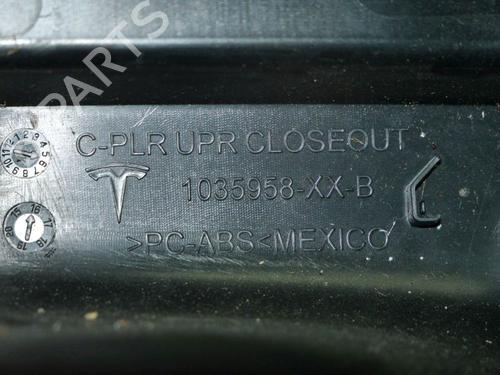 PARTS
C-PLR UPR CLOSEOUT
1035958-XX-B
>PC-ABS<MEXICO